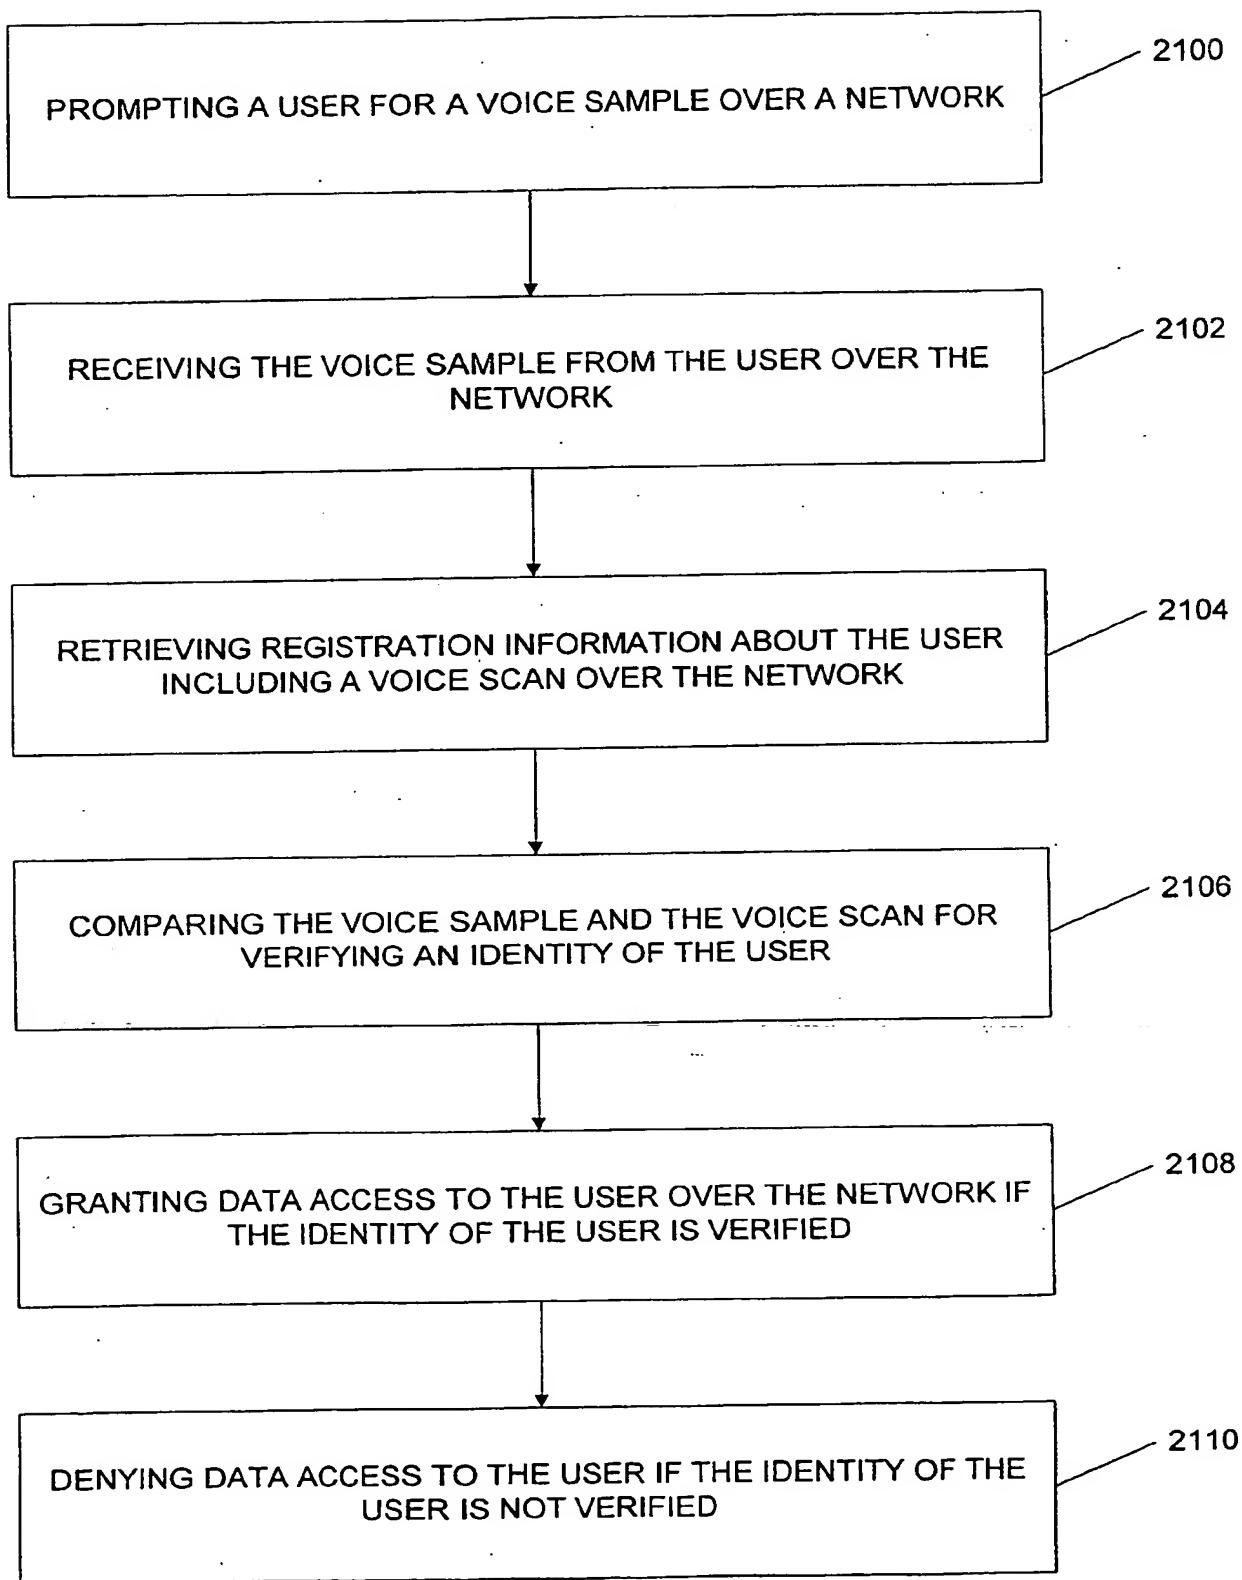 PROMPTING A USER FOR A VOICE SAMPLE OVER A NETWORK
2100
RECEIVING THE VOICE SAMPLE FROM THE USER OVER THE
NETWORK
2102
RETRIEVING REGISTRATION INFORMATION ABOUT THE USER
INCLUDING A VOICE SCAN OVER THE NETWORK
2104
COMPARING THE VOICE SAMPLE AND THE VOICE SCAN FOR
VERIFYING AN IDENTITY OF THE USER
2106
GRANTING DATA ACCESS TO THE USER OVER THE NETWORK IF
THE IDENTITY OF THE USER IS VERIFIED
2108
DENYING DATA ACCESS TO THE USER IF THE IDENTITY OF THE
USER IS NOT VERIFIED
2110